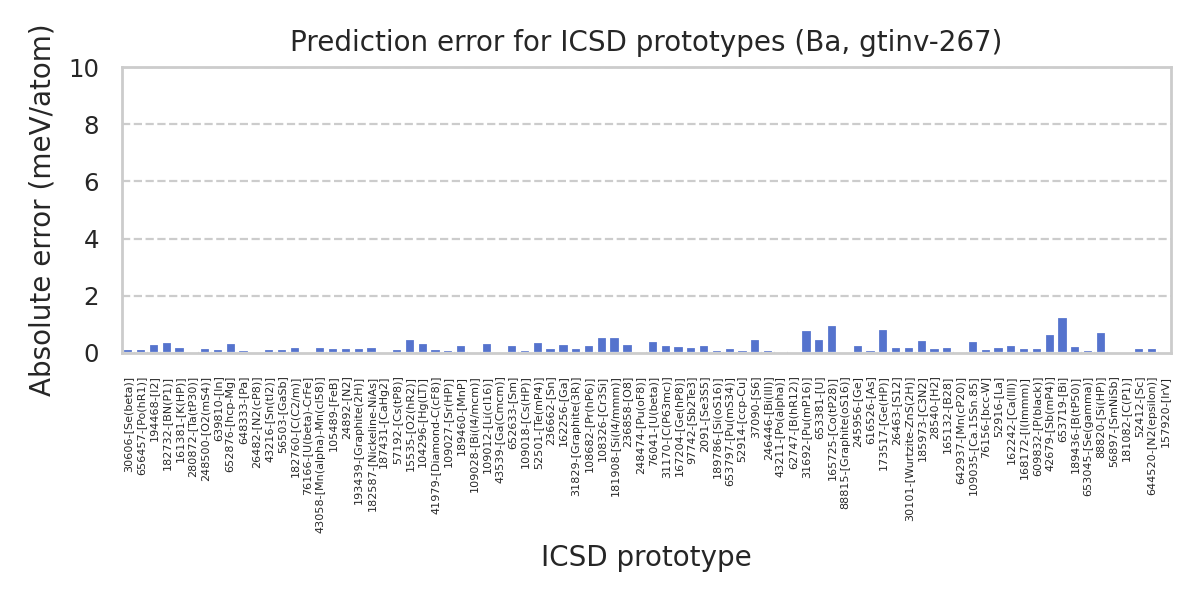 Prediction error for ICSD prototypes (Ba, gtinv-267)
Absolute error (meV/atom)
10
8
6
4
2
0
30606-[Se(beta)]
656457-[Po(hR1)]
194468-[I2]
182732-[BN(P1)]
161381-[K(HP)]
280872-[Ta(tP30)]
248500-[O2(mS4)]
639810-[In]
652876-[hcp-Mg]
648333-[Pa]
26482-[N2(cP8)]
43216-[Sn(tI2)]
56503-[GaSb]
182760-[C(C2/m)]
76166-[U(beta)-CrFe]
43058-[Mn(alpha)-Mn(cI58)]
105489-[FeB]
24892-[N2]
193439-[Graphite(2H)]
182587-[Nickeline-NiAs]
187431-[CaHg2]
57192-[Cs(tP8)]
15535-[O2(hR2)]
104296-[Hg(LT)]
41979-[Diamond-C(cF8)]
109027-[Sr(HP)]
189460-[MnP]
109028-[Bi(I4/mcm)]
109012-[Li(cI16)]
43539-[Ga(Cmcm)]
652633-[Sm]
109018-[Cs(HP)]
52501-[Te(mP4)]
236662-[Sn]
162256-[Ga]
31829-[Graphite(3R)]
108682-[Pr(hP6)]
108326-[Cr3Si]
181908-[Si(I4/mmm)]
236858-[O8]
248474-[Pu(oF8)]
76041-[U(beta)]
31170-[C(P63mc)]
167204-[Ge(hP8)]
97742-[Sb2Te3]
2091-[Se3S5]
189786-[Si(oS16)]
653797-[Pu(mS34)]
52914-[ccp-Cu]
37090-[S6]
246446-[Bi(III)]
43211-[Po(alpha)]
62747-[B(hR12)]
31692-[Pu(mP16)]
653381-[U]
165725-[Co(tP28)]
88815-[Graphite(oS16)]
245956-[Ge]
616526-[As]
173517-[Ge(HP)]
26463-[S12]
30101-[Wurtzite-ZnS(2H)]
185973-[C3N2]
28540-[H2]
165132-[B28]
642937-[Mn(cP20)]
109035-[Ca.15Sn.85]
76156-[bcc-W]
52916-[La]
162242-[Ca(III)]
168172-[I(Immm)]
609832-[P(black)]
42679-[Sb(mP4)]
653719-[Bi]
189436-[B(tP50)]
653045-[Se(gamma)]
88820-[Si(HP)]
56897-[SmNiSb]
181082-[C(P1)]
52412-[Sc]
644520-[N2(epsilon)]
157920-[IrV]
ICSD prototype